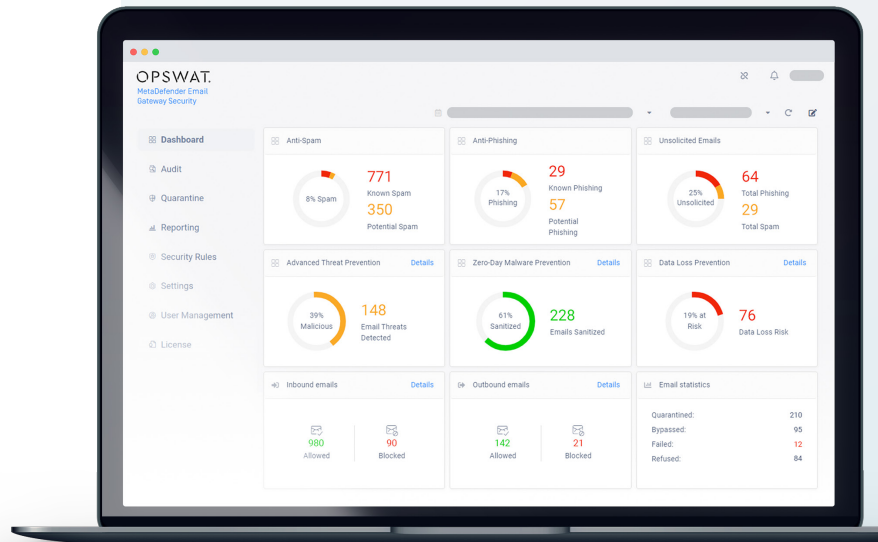 OPSWAT.
MetaDefender Email
Gateway Security
Dashboard
Audit
Quarantine
Reporting
Security Rules
Settings
User Management
License
Anti-Spam
8% Spam
771
Known Spam
350
Potential Spam
Anti-Phishing
17%
Phishing
29
Known Phishing
57
Potential
Phishing
Unsolicited Emails
25%
Unsolicited
64
Total Phishing
29
Total Spam
Advanced Threat Prevention Details
39%
Malicious
148
Email Threats
Detected
Zero-Day Malware Prevention Details
61%
Sanitized
228
Emails Sanitized
Data Loss Prevention Details
19% at
Risk
76
Data Loss Risk
Inbound emails Details
980
Allowed
90
Blocked
Outbound emails Details
142
Allowed
21
Blocked
Email statistics
Quarantined: 210
Bypassed: 95
Failed: 12
Refused: 84